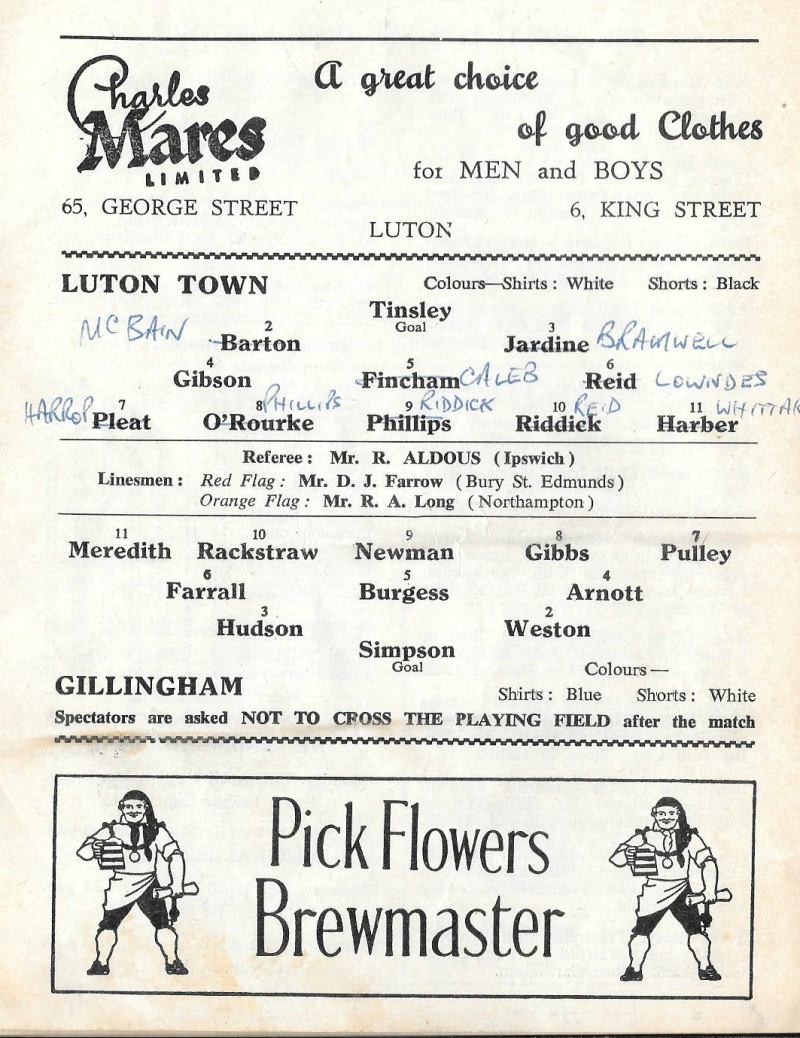 Charles Mares LIMITED
A great choice
of good Clothes
for MEN and BOYS
65, GEORGE STREET
6, KING STREET
LUTON
LUTON TOWN
Colours—Shirts : White Shorts : Black
Tinsley
Goal
MCBAIN 2 3 BRAMWELL
Barton Jardine
4 5 6
Gibson Fincham CALEB Reid LOWNDES
HARROP 7 8 PHILLIPS 9 RIDDICK 10 REID 11
Pleat O'Rourke Phillips Riddick Harber
Referee : Mr. R. ALDOUS (Ipswich)
Linesmen : Red Flag : Mr. D. J. Farrow (Bury St. Edmunds)
Orange Flag : Mr. R. A. Long (Northampton)
11 10 9 8 7
Meredith Rackstraw Newman Gibbs Pulley
6 5 4
Farrall Burgess Arnott
3 2
Hudson Weston
Simpson
Goal
Colours—
GILLINGHAM
Shirts : Blue Shorts : White
Spectators are asked NOT TO CROSS THE PLAYING FIELD after the match
Pick Flowers
Brewmaster